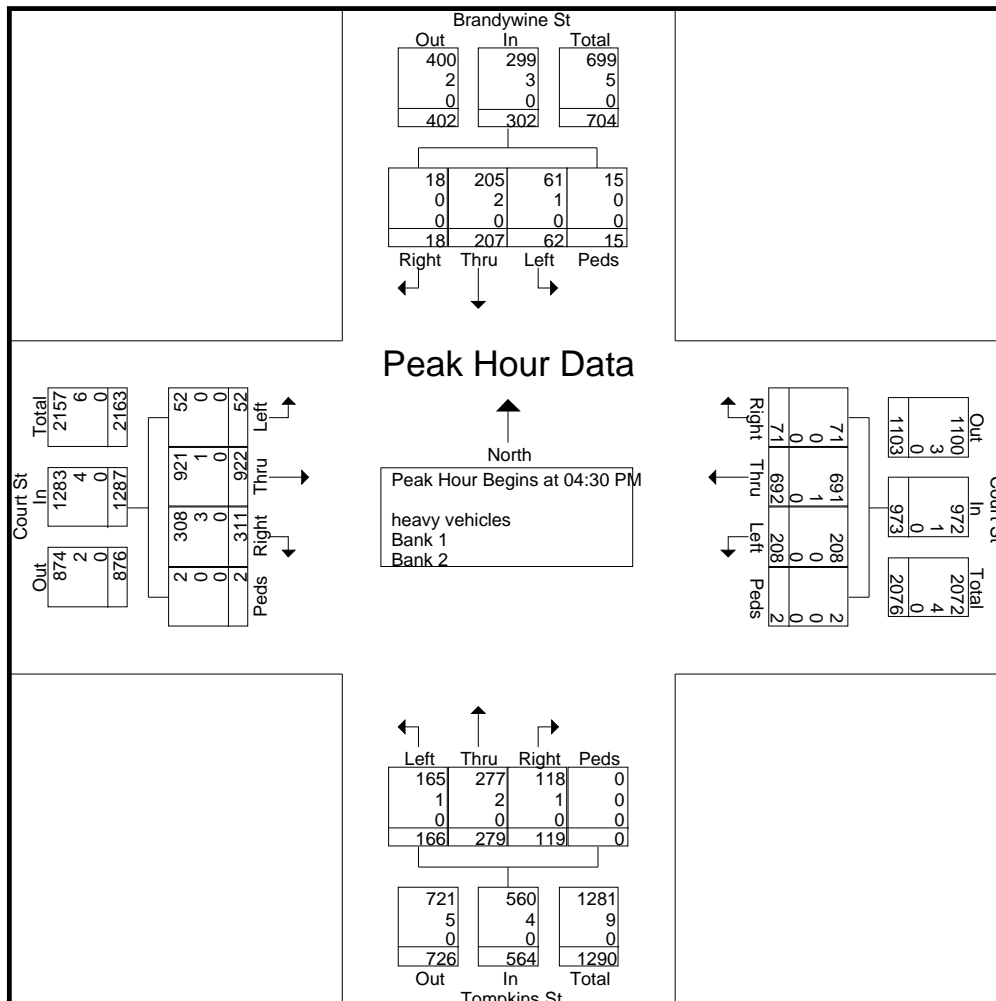 Brandywine St
Out In Total
400 299 699
2 3 5
0 0 0
402 302 704
18 205 61 15
0 2 1 0
0 0 0 0
18 207 62 15
Right Thru Left Peds
Peak Hour Data
North
Peak Hour Begins at 04:30 PM
heavy vehicles
Bank 1
Bank 2
Court St
Total In Out
2157 1283 874
6 4 2
0 0 0
2163 1287 876
52 921 308 2
0 1 3 0
0 0 0 0
52 922 311 2
Left Thru Right Peds
Court St
Out In Total
1100 972 2072
3 1 4
0 0 0
1103 973 2076
71 691 208 2
0 1 0 0
0 0 0 0
71 692 208 2
Right Thru Left Peds
Left Thru Right Peds
165 277 118 0
1 2 1 0
0 0 0 0
166 279 119 0
721 560 1281
5 4 9
0 0 0
726 564 1290
Out In Total
Tompkins St